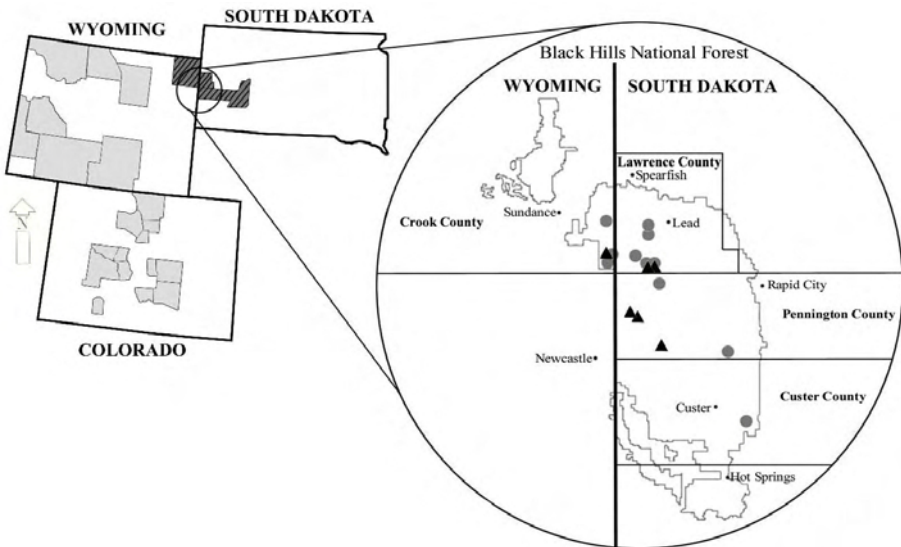 WYOMING
SOUTH DAKOTA
COLORADO
Black Hills National Forest
WYOMING
SOUTH DAKOTA
Lawrence County
Spearfish
Crook County
Sundance
Lead
Rapid City
Pennington County
Newcastle
Custer County
Custer
Hot Springs